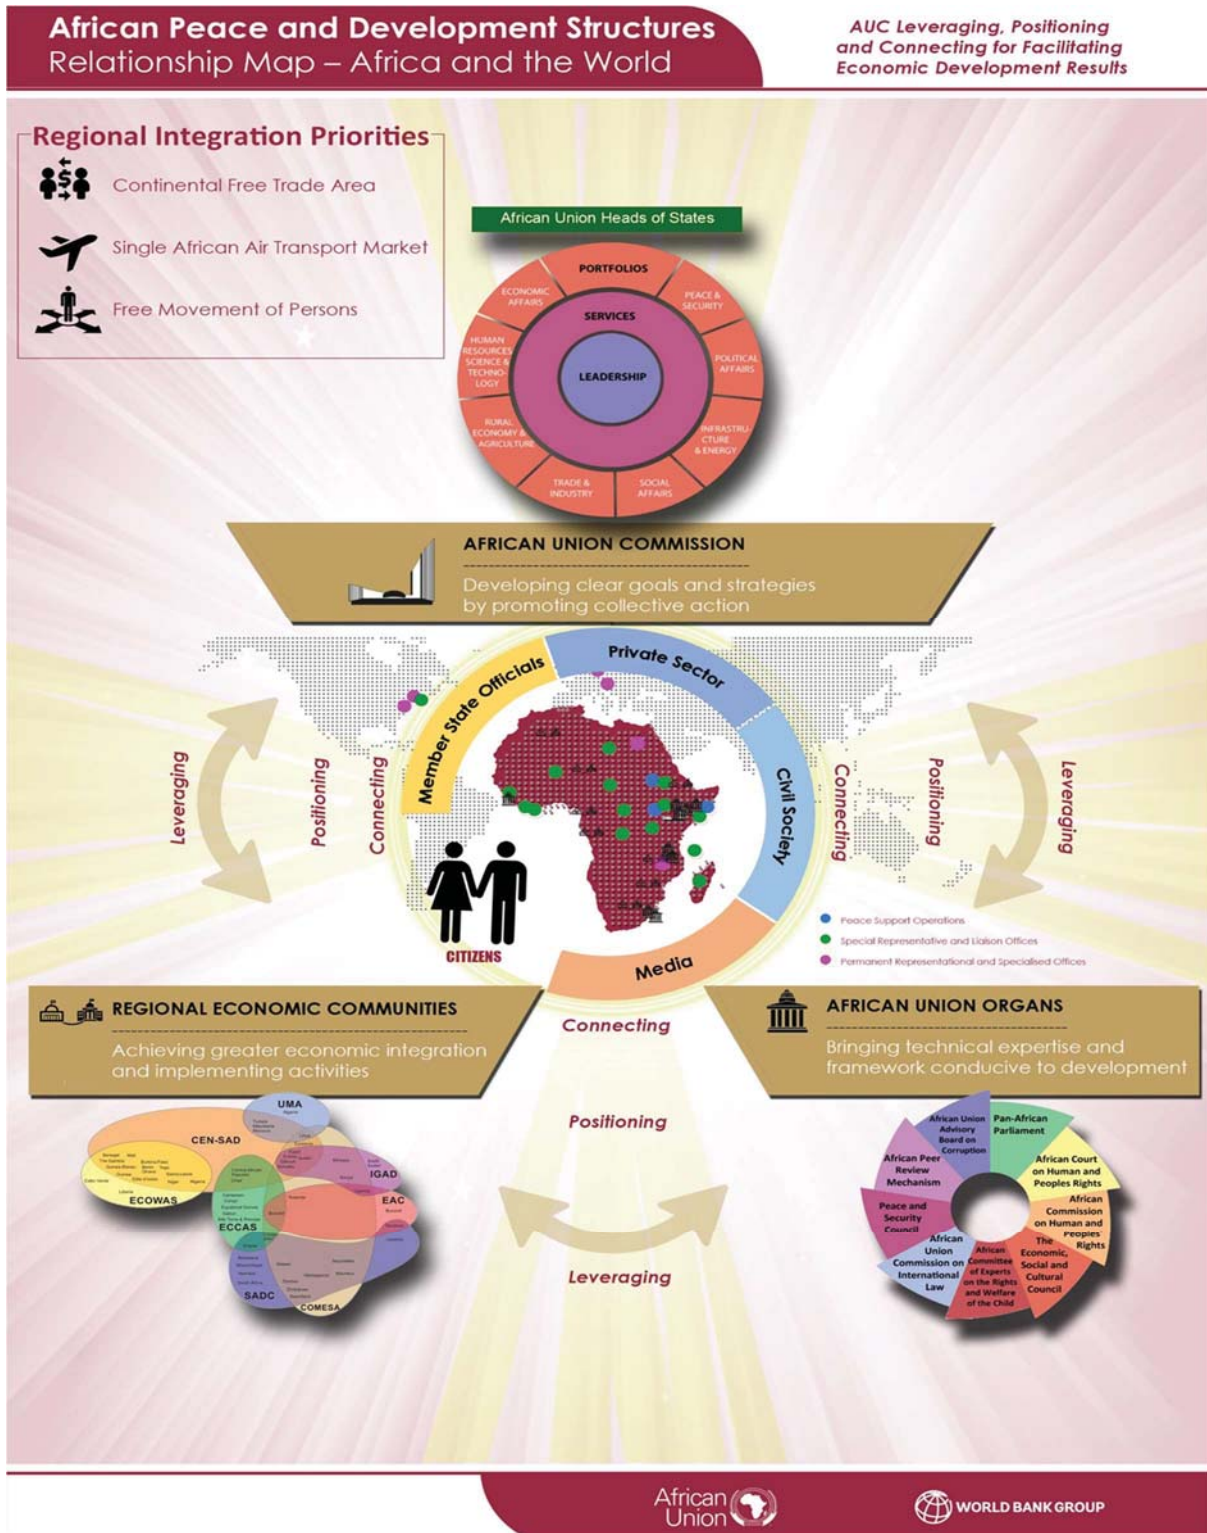 African Peace and Development Structures
Relationship Map – Africa and the World
AUC Leveraging, Positioning
and Connecting for Facilitating
Economic Development Results
Regional Integration Priorities
Continental Free Trade Area
Single African Air Transport Market
Free Movement of Persons
African Union Heads of States
PORTFOLIOS
ECONOMIC
AFFAIRS
PEACE &
SECURITY
SERVICES
HUMAN
RESOURCES
SCIENCE &
TECHNO-
LOGY
POLITICAL
AFFAIRS
LEADERSHIP
RURAL
ECONOMY &
AGRICULTURE
INFRASTRU-
CTURE
& ENERGY
TRADE &
INDUSTRY
SOCIAL
AFFAIRS
AFRICAN UNION COMMISSION
Developing clear goals and strategies
by promoting collective action
Member State Officials
Private Sector
Civil Society
Media
Leveraging
Positioning
Connecting
Connecting
Positioning
Leveraging
CITIZENS
Peace Support Operations
Special Representative and Liaison Offices
Permanent Representational and Specialised Offices
REGIONAL ECONOMIC COMMUNITIES
Achieving greater economic integration
and implementing activities
AFRICAN UNION ORGANS
Bringing technical expertise and
framework conducive to development
Connecting
Positioning
Leveraging
UMA
CEN-SAD
IGAD
ECOWAS
EAC
ECCAS
SADC
COMESA
African Union
Advisory
Board on
Corruption
Pan-African
Parliament
African Peer
Review
Mechanism
African Court
on Human and
Peoples Rights
Peace and
Security
Council
African
Commission
on Human and
Peoples'
Rights
African
Union
Commission on
International
Law
African
Committee
of Experts
on the Rights
and Welfare
of the Child
The
Economic,
Social and
Cultural
Council
African
Union
WORLD BANK GROUP